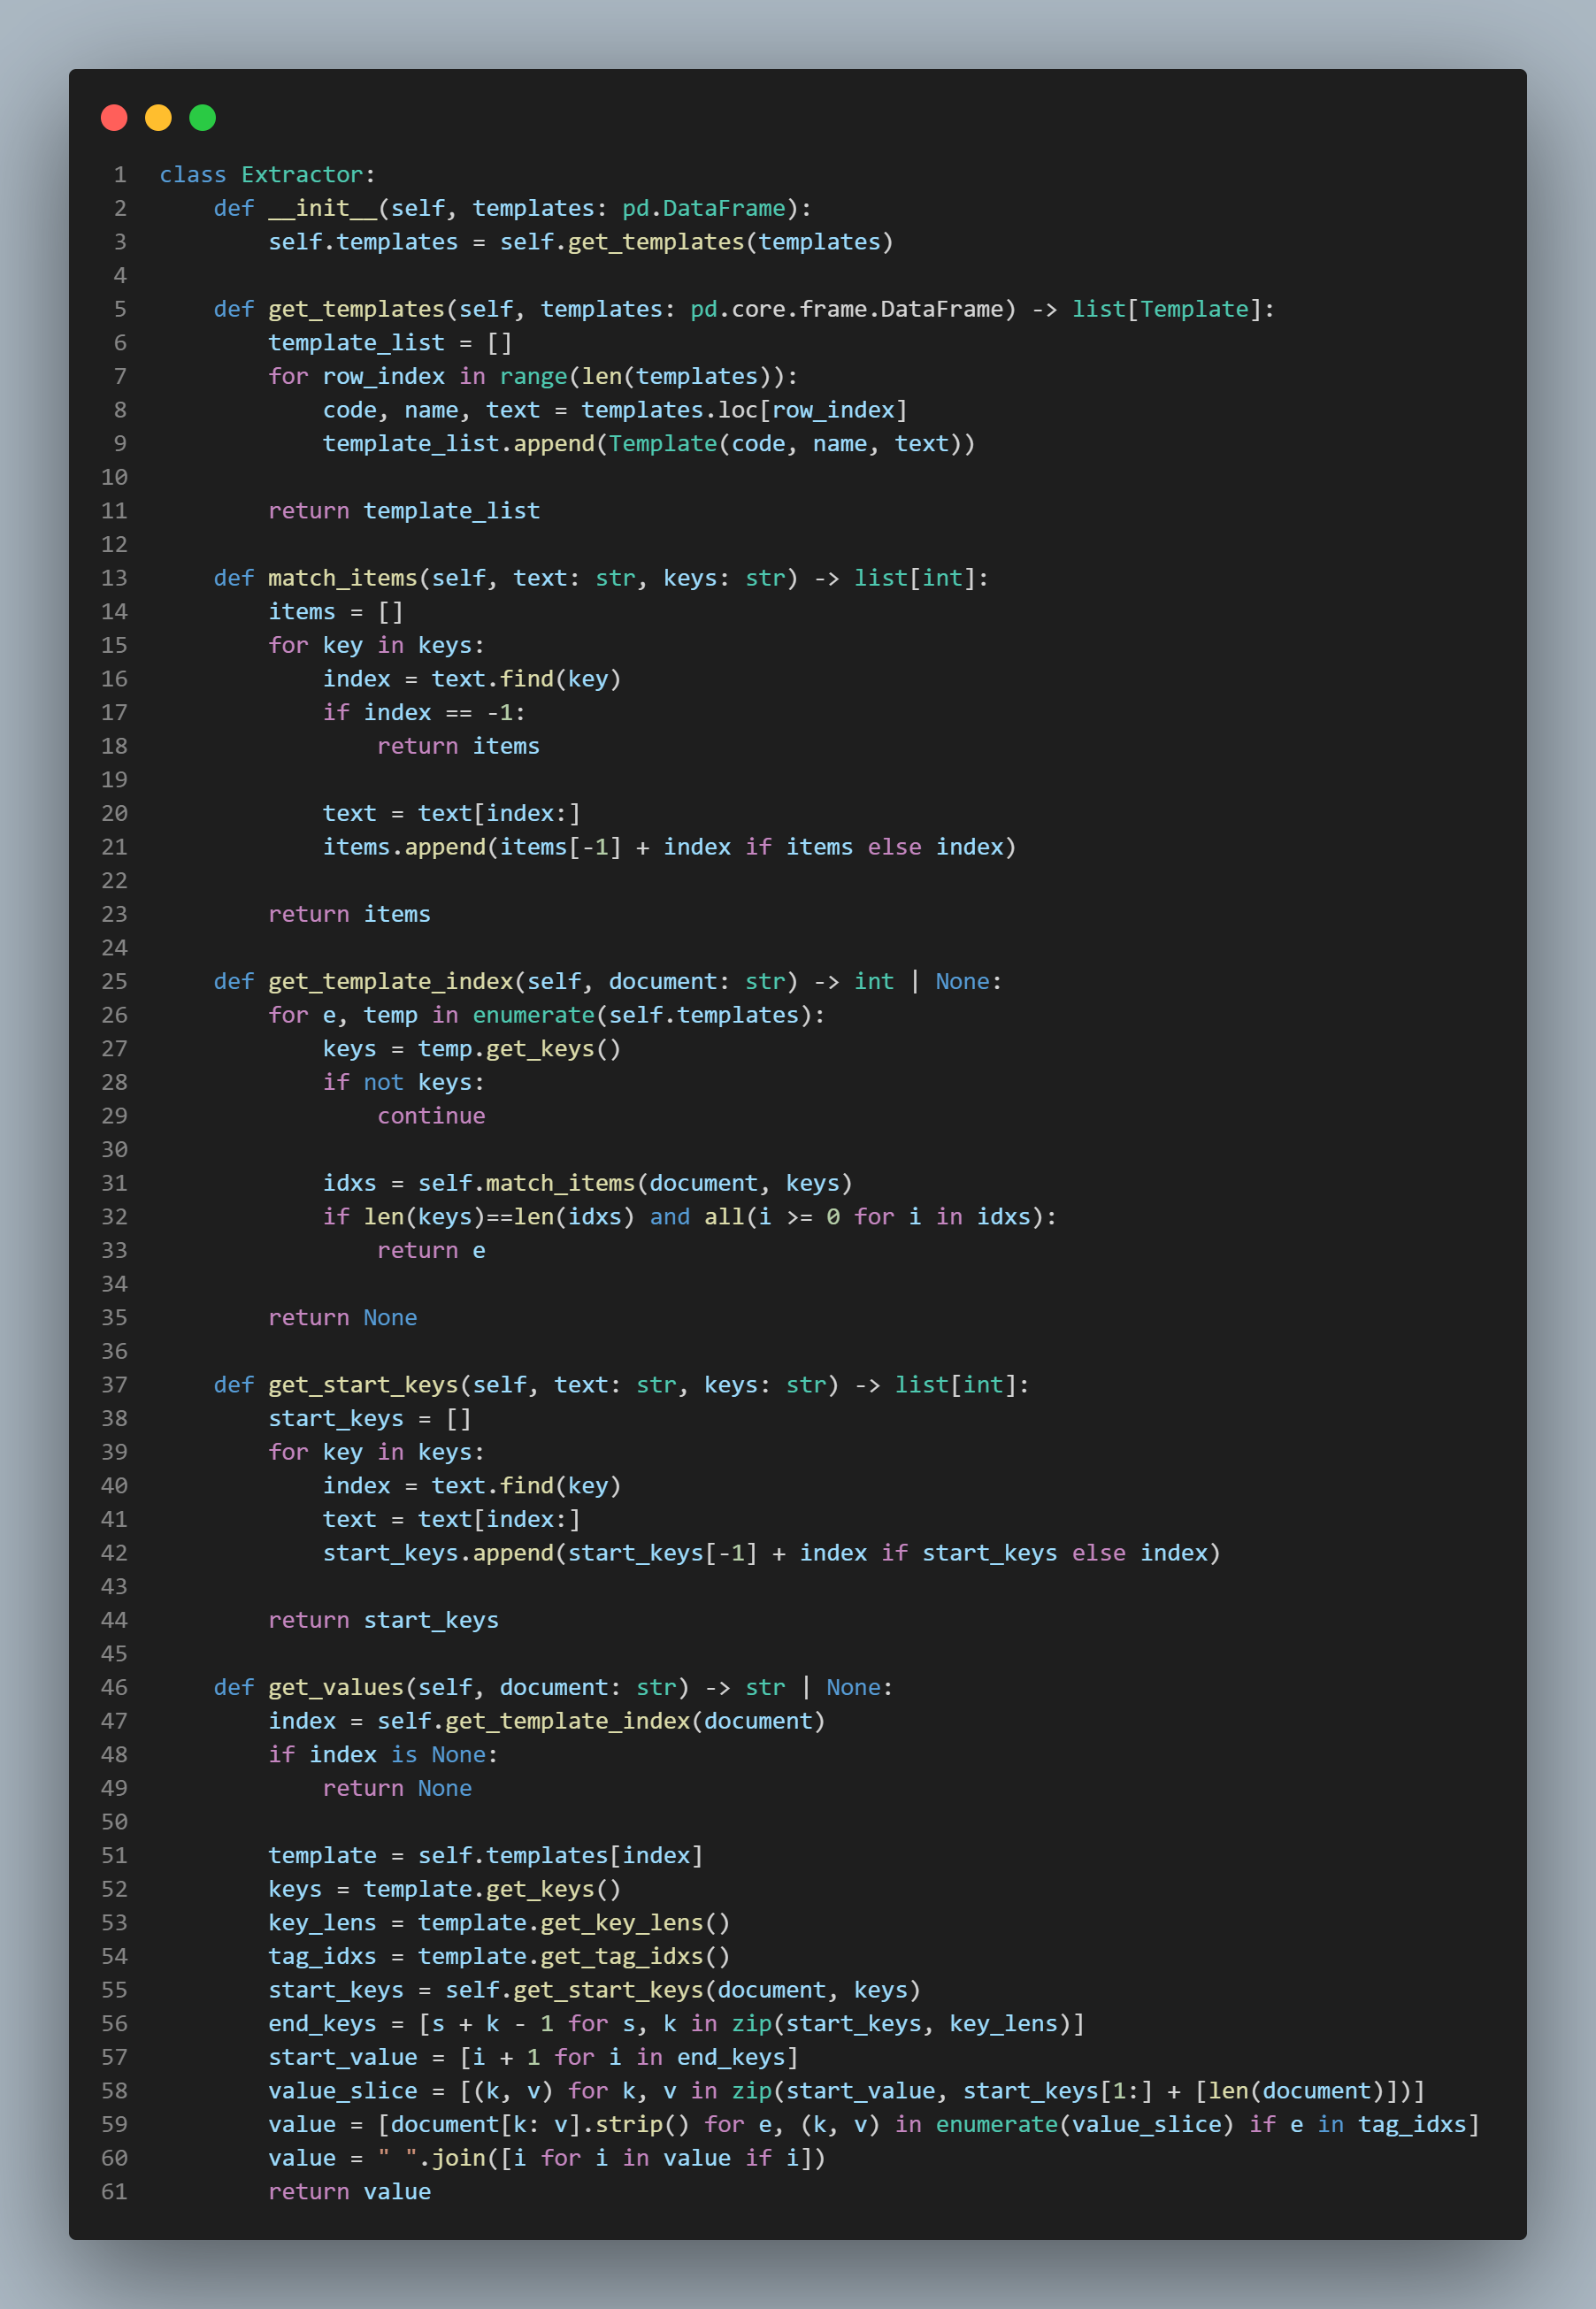 1 class Extractor:
2     def __init__(self, templates: pd.DataFrame):
3         self.templates = self.get_templates(templates)
4
5     def get_templates(self, templates: pd.core.frame.DataFrame) -> list[Template]:
6         template_list = []
7         for row_index in range(len(templates)):
8             code, name, text = templates.loc[row_index]
9             template_list.append(Template(code, name, text))
10
11         return template_list
12
13     def match_items(self, text: str, keys: str) -> list[int]:
14         items = []
15         for key in keys:
16             index = text.find(key)
17             if index == -1:
18                 return items
19
20             text = text[index:]
21             items.append(items[-1] + index if items else index)
22
23         return items
24
25     def get_template_index(self, document: str) -> int | None:
26         for e, temp in enumerate(self.templates):
27             keys = temp.get_keys()
28             if not keys:
29                 continue
30
31             idxs = self.match_items(document, keys)
32             if len(keys)==len(idxs) and all(i >= 0 for i in idxs):
33                 return e
34
35         return None
36
37     def get_start_keys(self, text: str, keys: str) -> list[int]:
38         start_keys = []
39         for key in keys:
40             index = text.find(key)
41             text = text[index:]
42             start_keys.append(start_keys[-1] + index if start_keys else index)
43
44         return start_keys
45
46     def get_values(self, document: str) -> str | None:
47         index = self.get_template_index(document)
48         if index is None:
49             return None
50
51         template = self.templates[index]
52         keys = template.get_keys()
53         key_lens = template.get_key_lens()
54         tag_idxs = template.get_tag_idxs()
55         start_keys = self.get_start_keys(document, keys)
56         end_keys = [s + k - 1 for s, k in zip(start_keys, key_lens)]
57         start_value = [i + 1 for i in end_keys]
58         value_slice = [(k, v) for k, v in zip(start_value, start_keys[1:] + [len(document)])]
59         value = [document[k: v].strip() for e, (k, v) in enumerate(value_slice) if e in tag_idxs]
60         value = " ".join([i for i in value if i])
61         return value